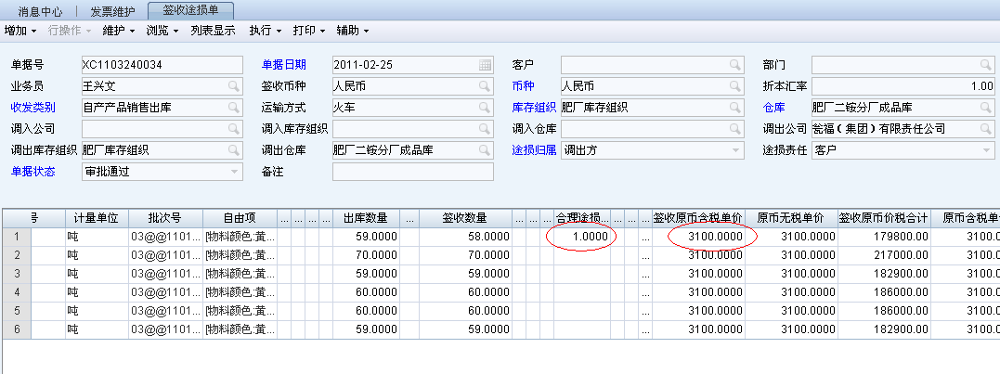 消息中心 发票维护 签收途损单
增加 行操作 维护 浏览 列表显示 执行 打印 辅助
单据号 XC1103240034 单据日期 2011-02-25 客户 部门
业务员 王兴文 签收币种 人民币 币种 人民币 折本汇率 1.00
收发类别 自产产品销售出库 运输方式 火车 库存组织 肥厂库存组织 仓库 肥厂二铵分厂成品库
调入公司 调入库存组织 调入仓库 调出公司 瓮福（集团）有限责任公司
调出库存组织 肥厂库存组织 调出仓库 肥厂二铵分厂成品库 途损归属 调出方 途损责任 客户
单据状态 审批通过 备注
号 计量单位 批次号 自由项 ... ... ... ... 出库数量 ... 签收数量 ... ... ... 合理途损... ... ... ... 签收原币含税单价 原币无税单价 签收原币价税合计 原币含税单
1 吨 03@@1101... [物料颜色:黄... 59.0000 58.0000 1.0000 3100.0000 3100.0000 179800.00 3100.
2 吨 03@@1101... [物料颜色:黄... 70.0000 70.0000 3100.0000 3100.0000 217000.00 3100.
3 吨 03@@1101... [物料颜色:黄... 59.0000 59.0000 3100.0000 3100.0000 182900.00 3100.
4 吨 03@@1101... [物料颜色:黄... 60.0000 60.0000 3100.0000 3100.0000 186000.00 3100.
5 吨 03@@1101... [物料颜色:黄... 60.0000 60.0000 3100.0000 3100.0000 186000.00 3100.
6 吨 03@@1101... [物料颜色:黄... 59.0000 59.0000 3100.0000 3100.0000 182900.00 3100.